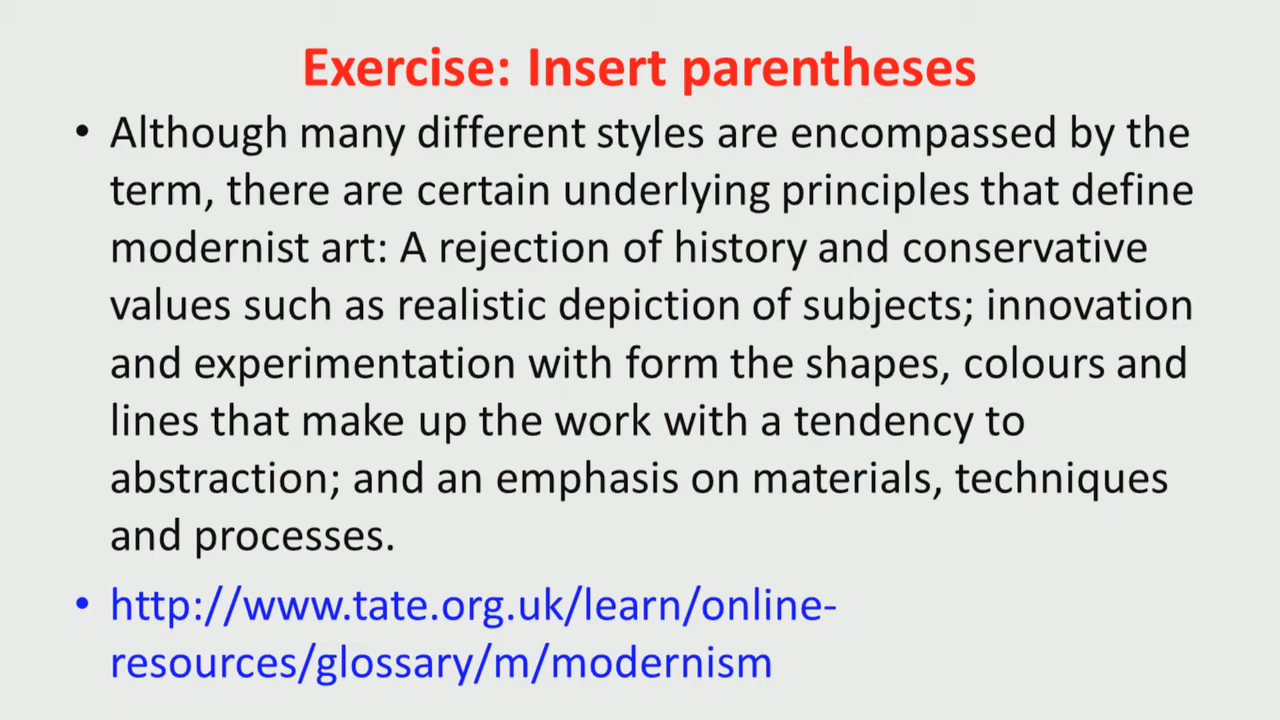 Exercise: Insert parentheses
• Although many different styles are encompassed by the
term, there are certain underlying principles that define
modernist art: A rejection of history and conservative
values such as realistic depiction of subjects; innovation
and experimentation with form the shapes, colours and
lines that make up the work with a tendency to
abstraction; and an emphasis on materials, techniques
and processes.
• http://www.tate.org.uk/learn/online-
resources/glossary/m/modernism